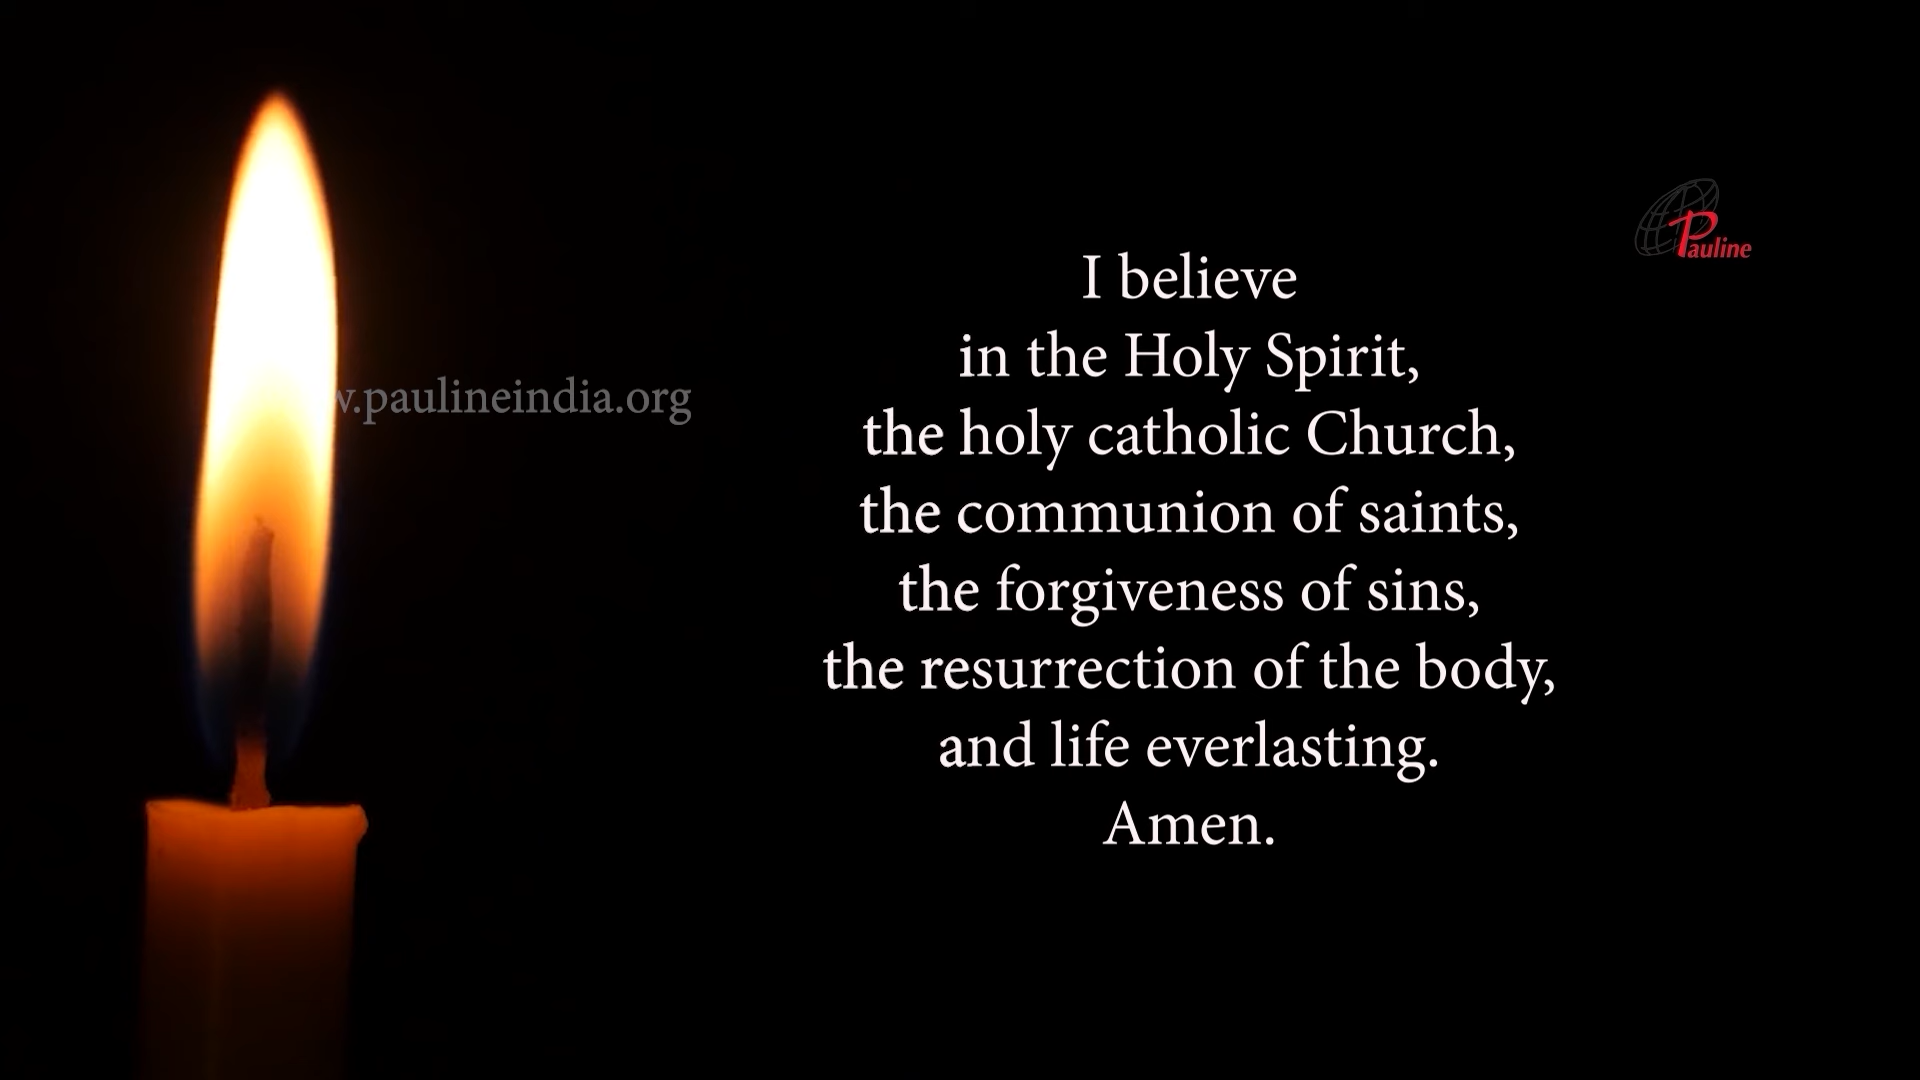 Pauline
I believe
in the Holy Spirit,
w.paulineindia.org
the holy catholic Church,
the communion of saints,
the forgiveness of sins,
the resurrection of the body,
and life everlasting.
Amen.